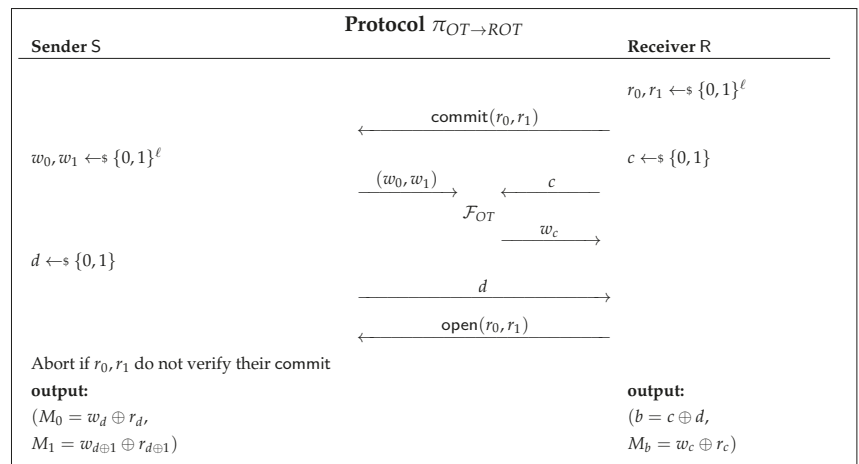 Protocol π_{OT→ROT}
Sender S Receiver R
r_0, r_1 ←$ {0,1}^ℓ
commit(r_0, r_1)
w_0, w_1 ←$ {0,1}^ℓ c ←$ {0,1}
(w_0, w_1) c
F_{OT}
w_c
d ←$ {0,1}
d
open(r_0, r_1)
Abort if r_0, r_1 do not verify their commit
output: output:
(M_0 = w_d ⊕ r_d, (b = c ⊕ d,
M_1 = w_{d⊕1} ⊕ r_{d⊕1}) M_b = w_c ⊕ r_c)